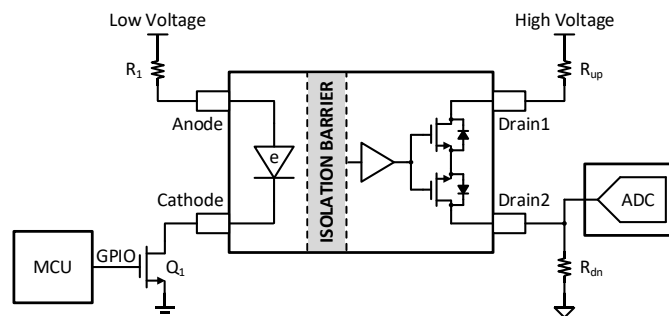 Low Voltage
High Voltage
R1
Rup
Anode
Drain1
e
ISOLATION BARRIER
Cathode
Drain2
ADC
MCU
GPIO
Q1
Rdn